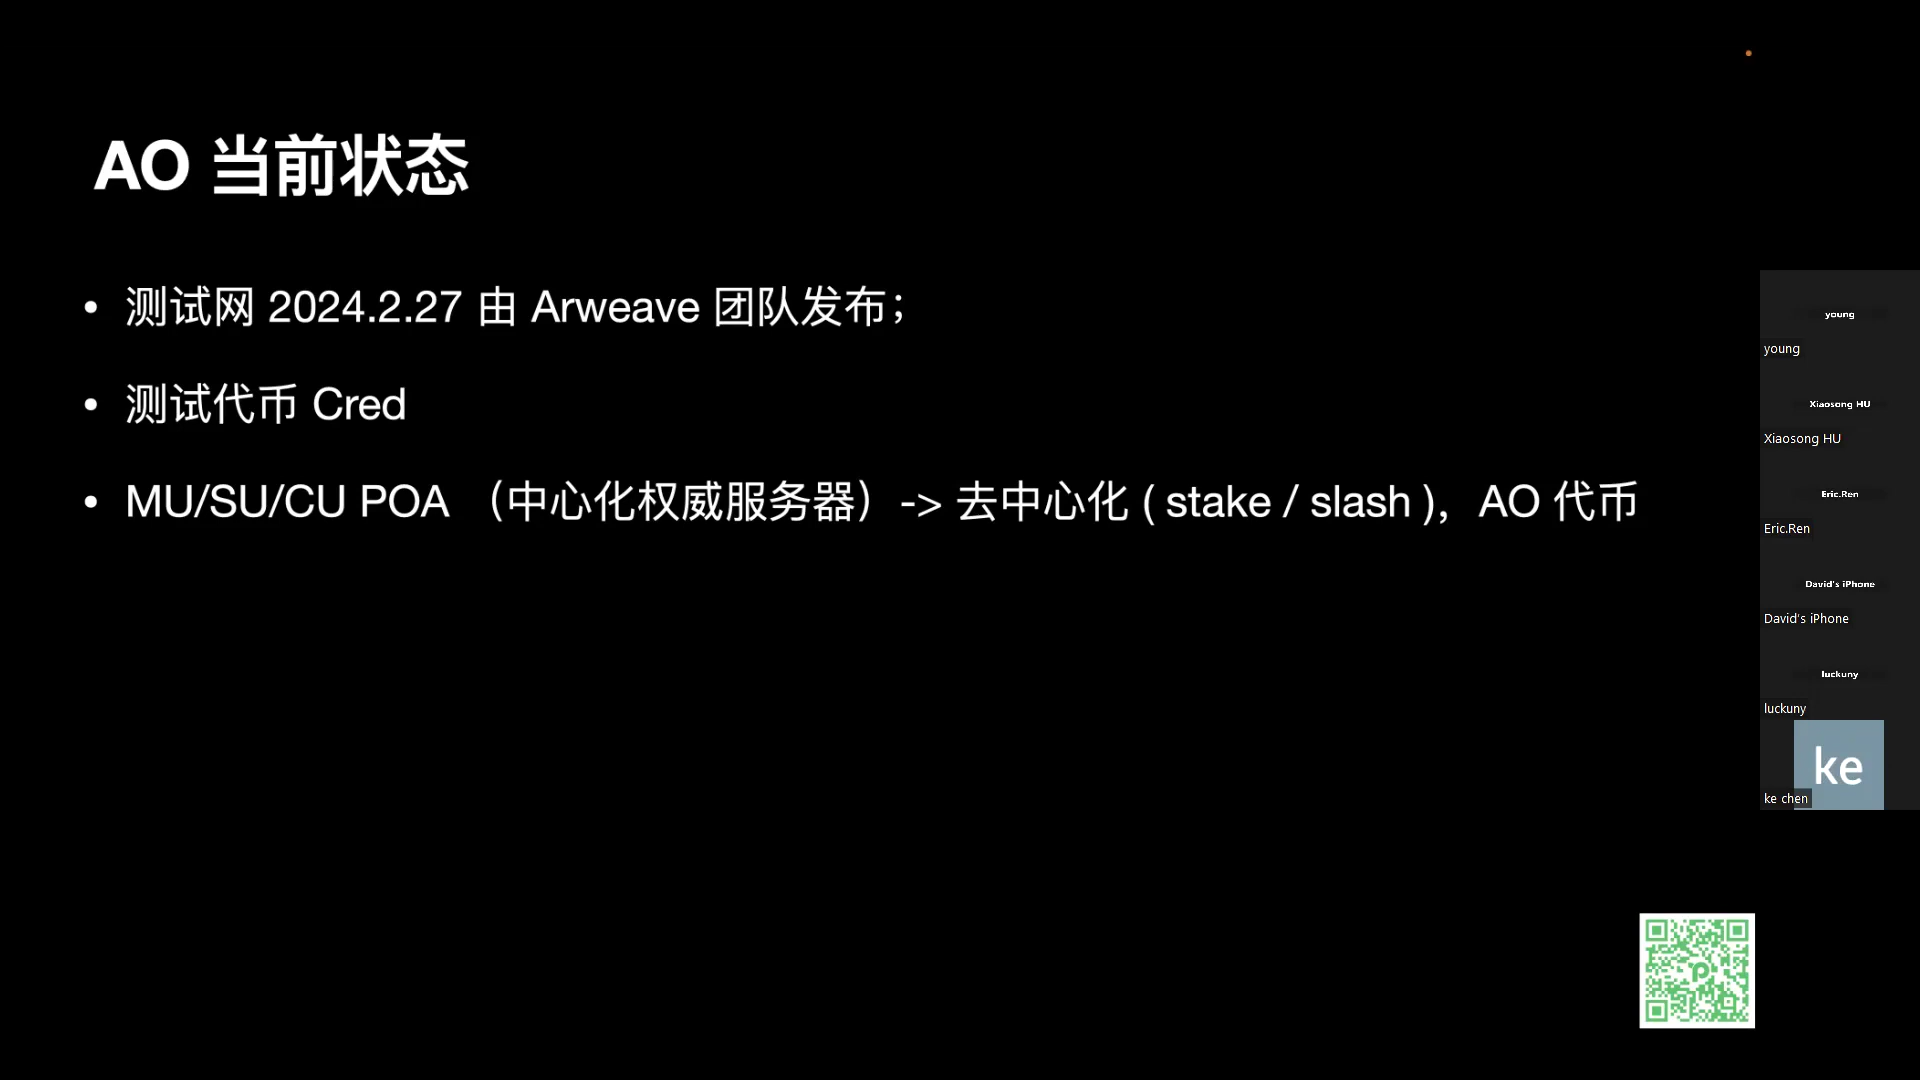 AO 当前状态
• 测试网 2024.2.27 由 Arweave 团队发布；
• 测试代币 Cred
• MU/SU/CU POA （中心化权威服务器）-> 去中心化 ( stake / slash )，AO 代币
young
young
Xiaosong HU
Xiaosong HU
Eric.Ren
Eric.Ren
David's iPhone
David's iPhone
luckuny
luckuny
ke
ke chen